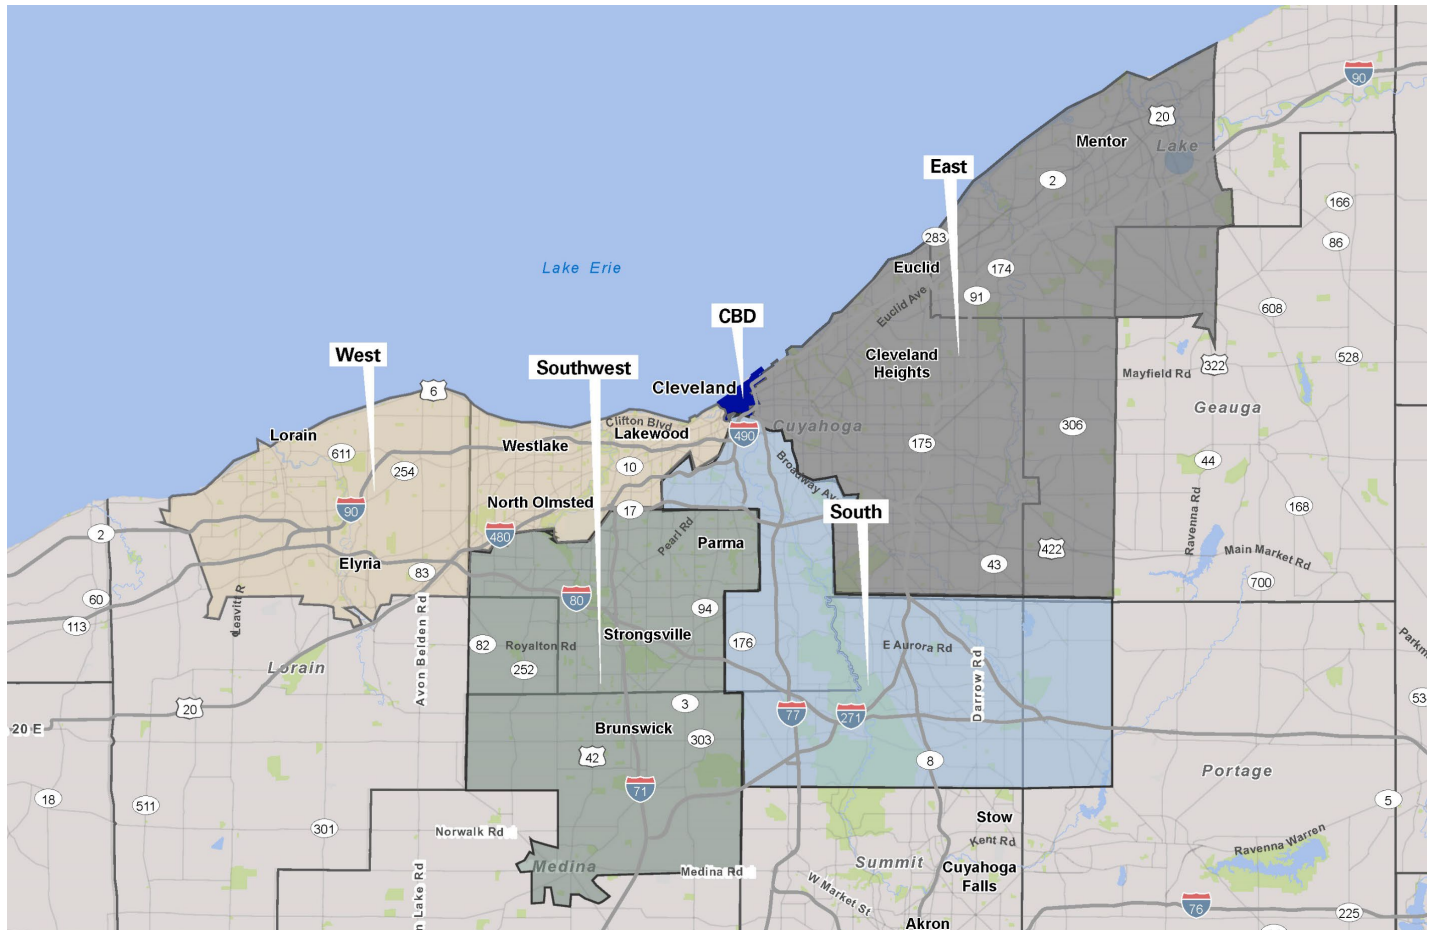 90
20
Mentor
Lake
East
2
166
283
86
Euclid
174
Lake Erie
91
Euclid Ave
608
CBD
West
Southwest
Cleveland
Heights
528
322
Mayfield Rd
6
Cleveland
Geauga
Clifton Blvd
Cuyahoga
306
Lorain
Lakewood
490
Westlake
175
611
254
10
44
Broadway Ave
North Olmsted
South
90
17
168
Ravenna Rd
2
480
Pearl Rd
Parma
422
Main Market Rd
Elyria
43
83
700
80
60
Leavitt R
94
113
Strongsville
82
Royalton Rd
176
E Aurora Rd
Avon Belden Rd
252
Lorain
Darrow Rd
20
3
77
271
53
20 E
Brunswick
303
42
8
Portage
71
18
511
5
301
Norwalk Rd
Stow
Kent Rd
Ravenna Warren
Medina
Medina Rd
Summit
Cuyahoga
Falls
W Market St
n Lake Rd
76
225
Akron